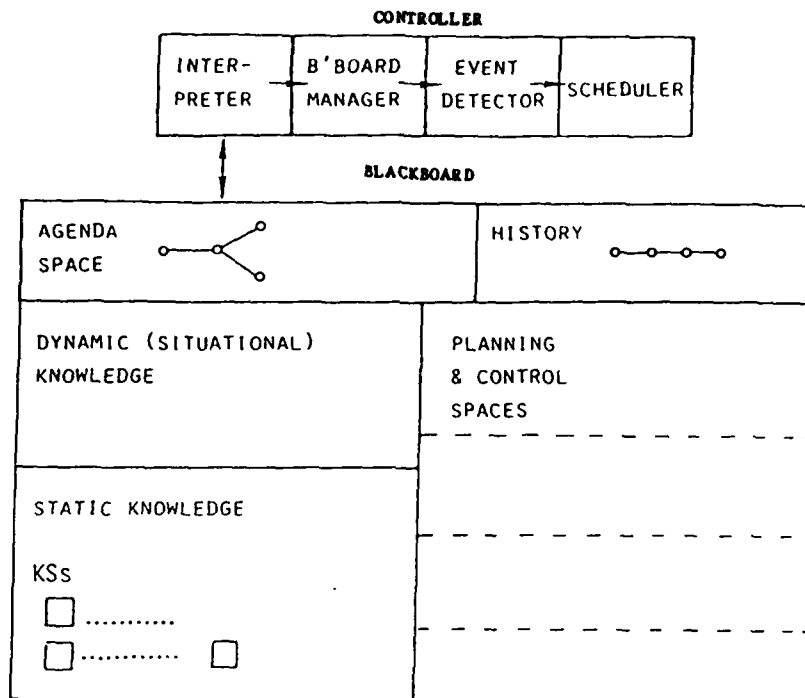 CONTROLLER
INTER-
PRETER
B'BOARD
MANAGER
EVENT
DETECTOR
SCHEDULER
BLACKBOARD
AGENDA
SPACE
HISTORY
DYNAMIC (SITUATIONAL)
KNOWLEDGE
PLANNING
& CONTROL
SPACES
STATIC KNOWLEDGE
KSs